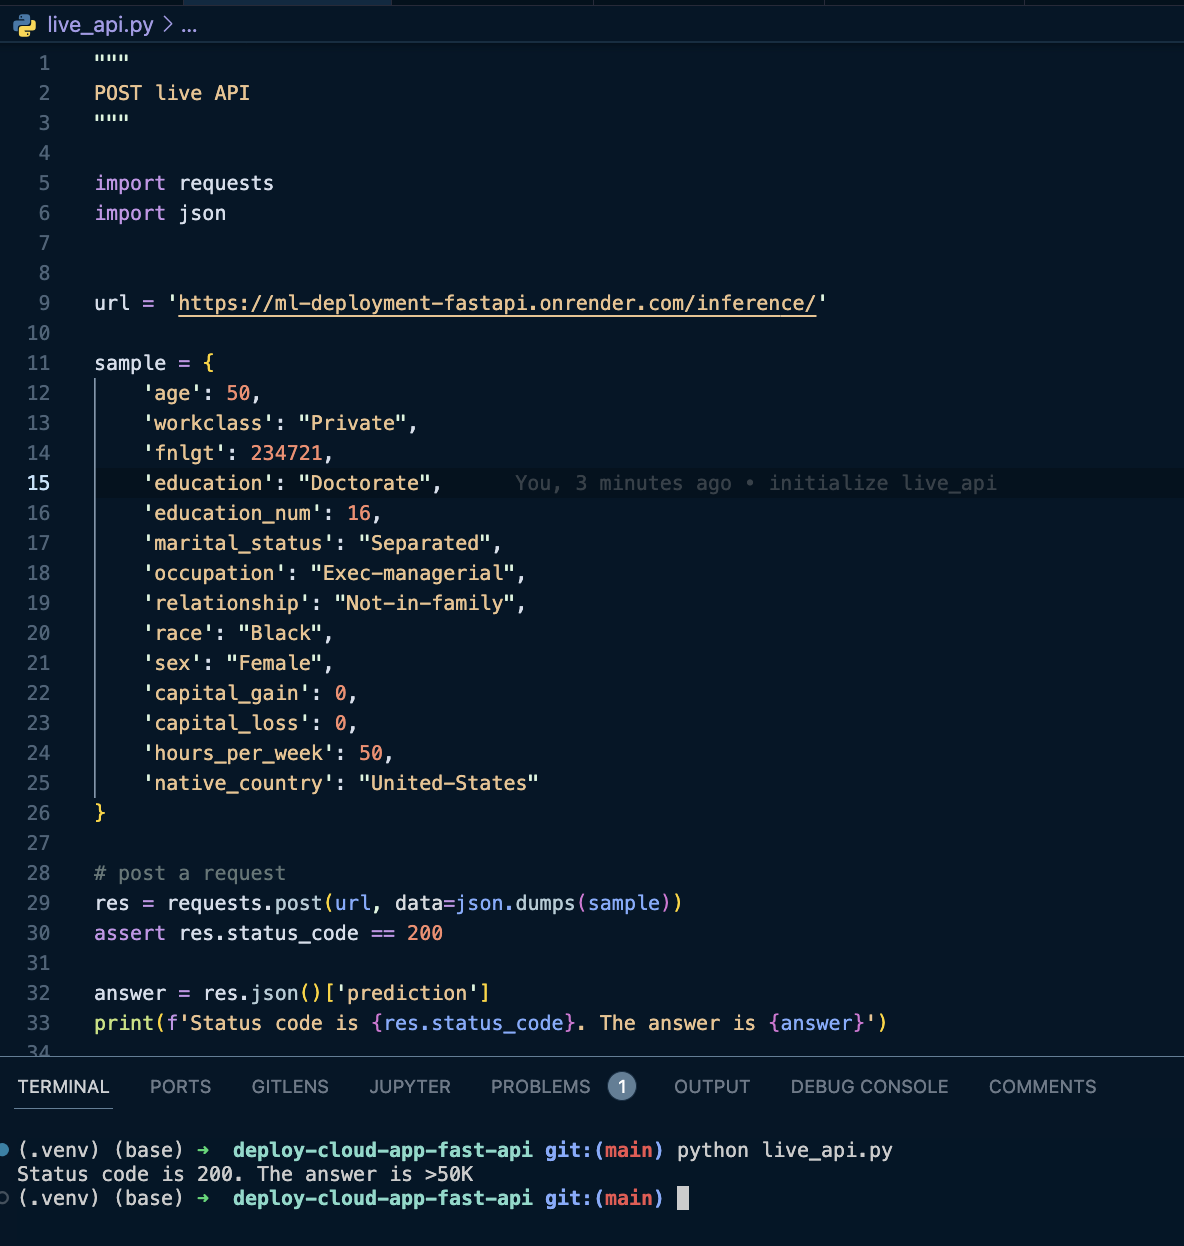 live_api.py > ...
1 """
2 POST live API
3 """
4
5 import requests
6 import json
7
8
9 url = 'https://ml-deployment-fastapi.onrender.com/inference/'
10
11 sample = {
12     'age': 50,
13     'workclass': "Private",
14     'fnlgt': 234721,
15     'education': "Doctorate",      You, 3 minutes ago • initialize live_api
16     'education_num': 16,
17     'marital_status': "Separated",
18     'occupation': "Exec-managerial",
19     'relationship': "Not-in-family",
20     'race': "Black",
21     'sex': "Female",
22     'capital_gain': 0,
23     'capital_loss': 0,
24     'hours_per_week': 50,
25     'native_country': "United-States"
26 }
27
28 # post a request
29 res = requests.post(url, data=json.dumps(sample))
30 assert res.status_code == 200
31
32 answer = res.json()['prediction']
33 print(f'Status code is {res.status_code}. The answer is {answer}')
34
TERMINAL PORTS GITLENS JUPYTER PROBLEMS 1 OUTPUT DEBUG CONSOLE COMMENTS
(.venv) (base) → deploy-cloud-app-fast-api git:(main) python live_api.py
Status code is 200. The answer is >50K
(.venv) (base) → deploy-cloud-app-fast-api git:(main)